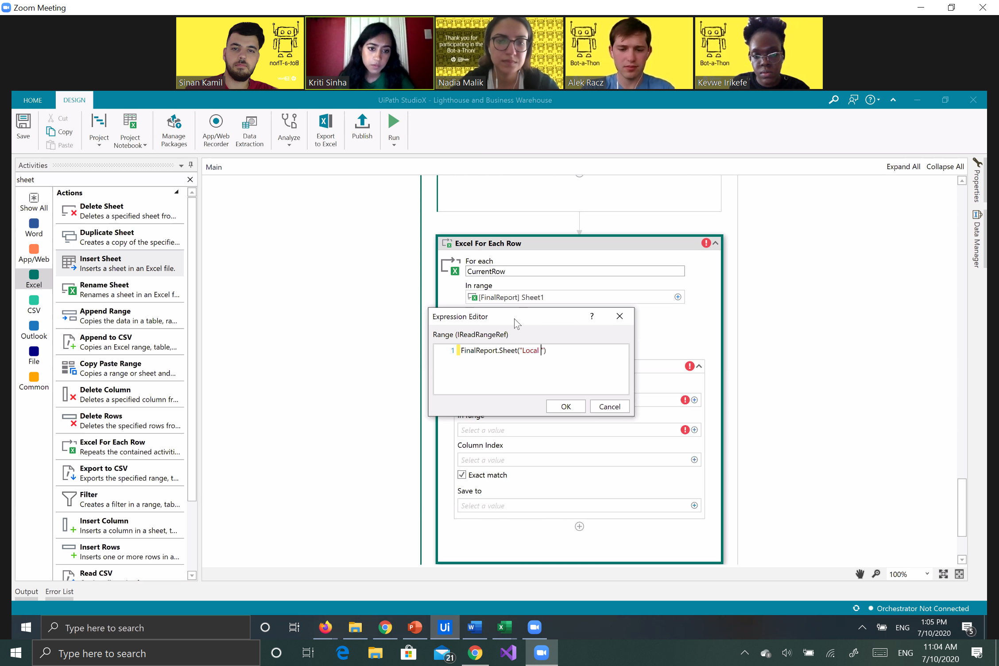 Zoom Meeting
Bot-a-Thon
Sinan Kamil
Kriti Sinha
Thank you for
participating in the
Bot-a-Thon!
Nadia Malik
Bot-a-Thon
Alek Racz
Bot-a-Thon
Kevwe Irikefe
HOME
DESIGN
UiPath StudioX - Lighthouse and Business Warehouse
Save
Cut
Copy
Paste
Project
Project
Notebook
Manage
Packages
App/Web
Recorder
Data
Extraction
Analyze
Export
to Excel
Publish
Run
Activities
sheet
Show All
Word
App/Web
Excel
CSV
Outlook
File
Common
Actions
Delete Sheet
Deletes a specified sheet fro...
Duplicate Sheet
Creates a copy of the specifie...
Insert Sheet
Inserts a sheet in an Excel file.
Rename Sheet
Renames a sheet in an Excel f...
Append Range
Copies the data in a table, ra...
Append to CSV
Copies an Excel range, table,...
Copy Paste Range
Copies a range or sheet and...
Delete Column
Deletes a specified column fr...
Delete Rows
Deletes the specified rows fro...
Excel For Each Row
Repeats the contained activiti...
Export to CSV
Exports the specified range, t...
Filter
Creates a filter in a range, tab...
Insert Column
Inserts a column in a sheet, t...
Insert Rows
Inserts one or more rows in a...
Read CSV
Main
Expand All Collapse All
Properties
Data Manager
Excel For Each Row
For each
CurrentRow
In range
[FinalReport] Sheet1
Expression Editor
?
Range (IReadRangeRef)
1 FinalReport.Sheet("Local ")
OK
Cancel
In range
Select a value
Column Index
Select a value
Exact match
Save to
Select a value
100%
Output Error List
Orchestrator Not Connected
Type here to search
Ui
ENG
1:05 PM
7/10/2020
5
Type here to search
21
ENG
11:04 AM
7/10/2020